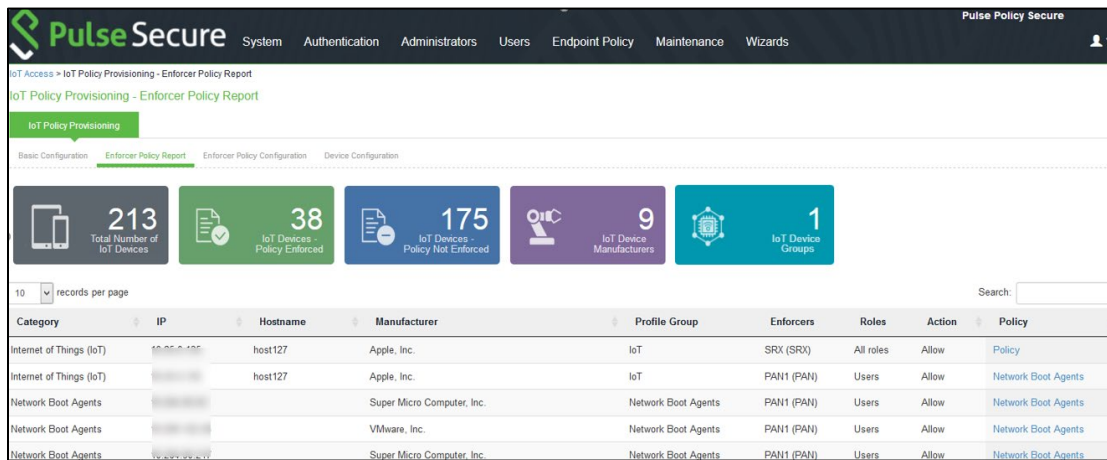 Pulse Policy Secure
Pulse Secure System Authentication Administrators Users Endpoint Policy Maintenance Wizards
IoT Access > IoT Policy Provisioning - Enforcer Policy Report
IoT Policy Provisioning - Enforcer Policy Report
IoT Policy Provisioning
Basic Configuration Enforcer Policy Report Enforcer Policy Configuration Device Configuration
213 38 175 9 1
Total Number of IoT Devices - IoT Devices - IoT Device IoT Device
IoT Devices Policy Enforced Policy Not Enforced Manufacturers Groups
10 records per page Search:
Category IP Hostname Manufacturer Profile Group Enforcers Roles Action Policy
Internet of Things (IoT) host127 Apple, Inc. IoT SRX (SRX) All roles Allow Policy
Internet of Things (IoT) host127 Apple, Inc. IoT PAN1 (PAN) Users Allow Network Boot Agents
Network Boot Agents Super Micro Computer, Inc. Network Boot Agents PAN1 (PAN) Users Allow Network Boot Agents
Network Boot Agents VMware, Inc. Network Boot Agents PAN1 (PAN) Users Allow Network Boot Agents
Network Boot Agents Super Micro Computer, Inc. Network Boot Agents PAN1 (PAN) Users Allow Network Boot Agents